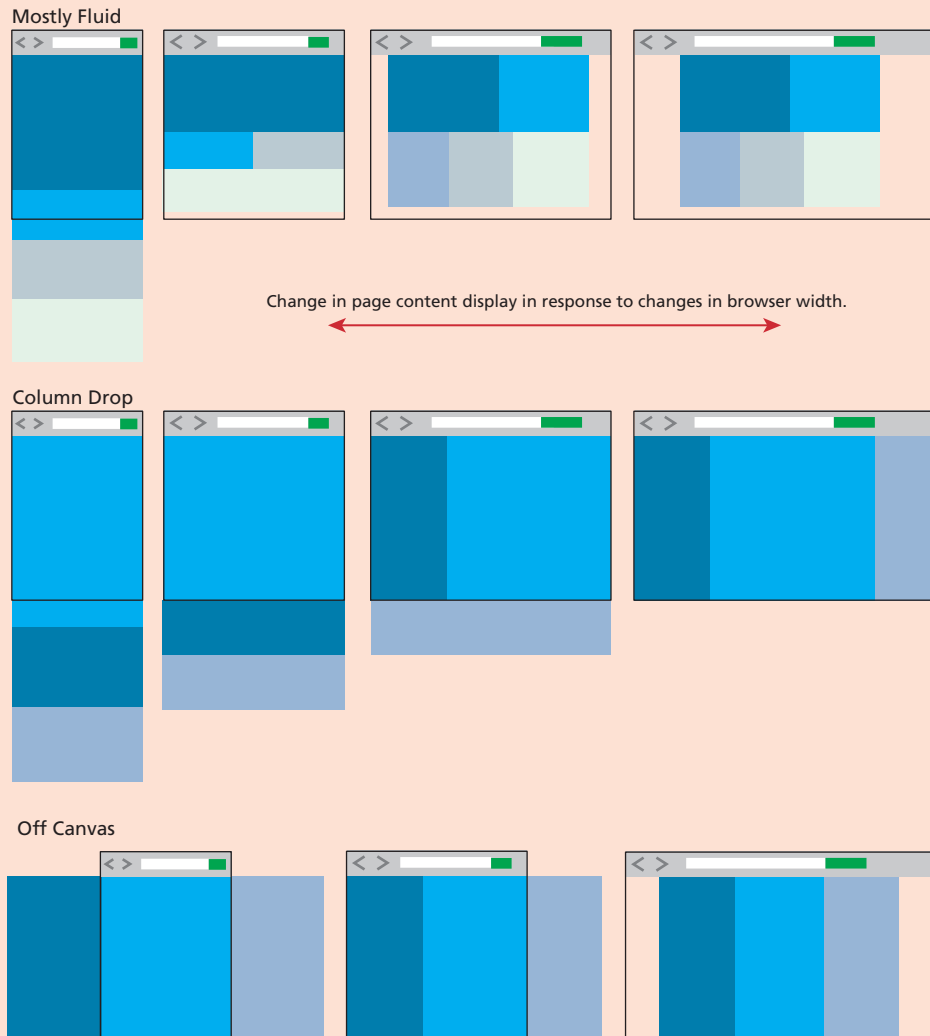 Mostly Fluid
Change in page content display in response to changes in browser width.
Column Drop
Off Canvas